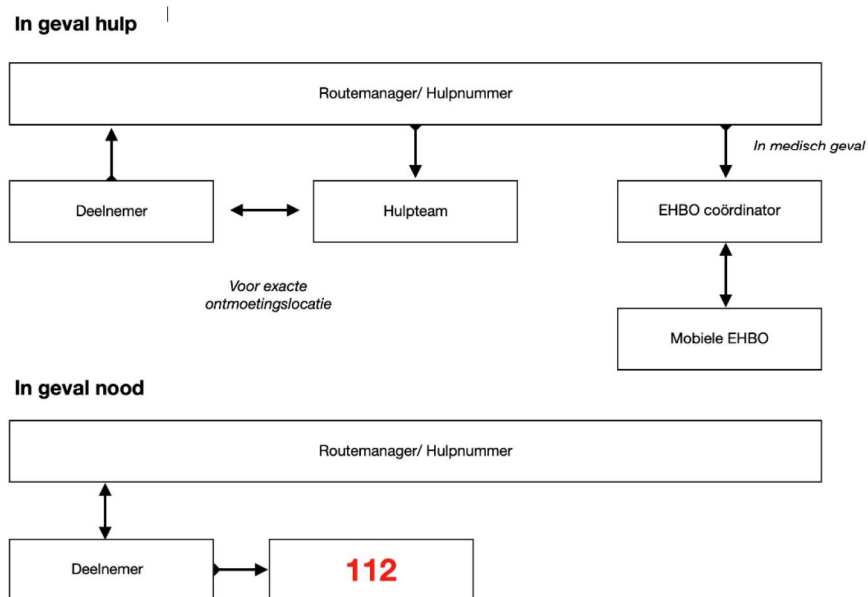 In geval hulp
Routemanager/ Hulpnummer
In medisch geval
Deelnemer
Hulpteam
EHBO coördinator
Voor exacte
ontmoetingslocatie
Mobiele EHBO
In geval nood
Routemanager/ Hulpnummer
Deelnemer
112